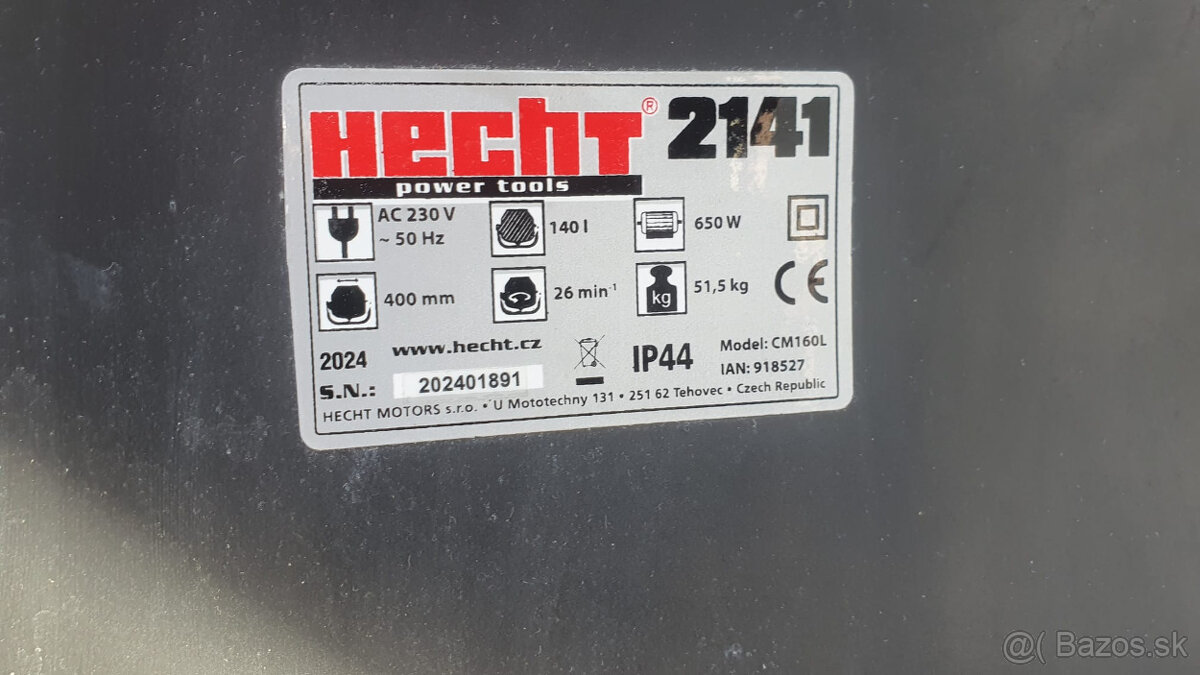 HECHT® 2141
power tools
AC 230 V
~ 50 Hz
140 l
650 W
400 mm
26 min⁻¹
kg
51,5 kg
CE
2024
www.hecht.cz
IP44
Model: CM160L
IAN: 918527
S.N.: 202401891
HECHT MOTORS s.r.o. • U Mototechny 131 • 251 62 Tehovec • Czech Republic
@( Bazos.sk